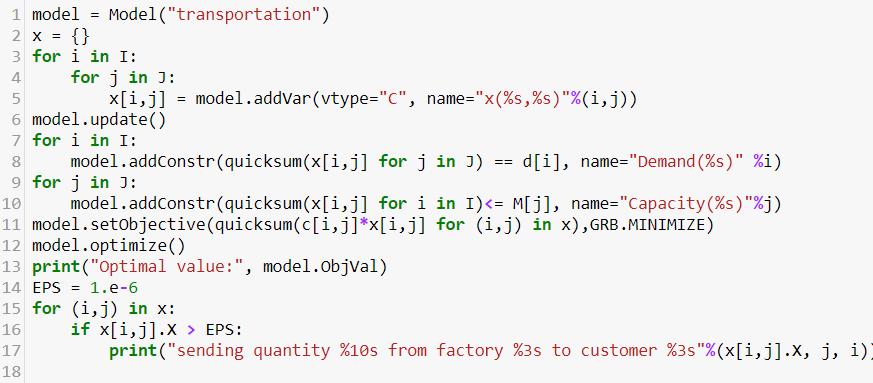 1 model = Model("transportation")
2 x = {}
3 for i in I:
4     for j in J:
5         x[i,j] = model.addVar(vtype="C", name="x(%s,%s)"%(i,j))
6 model.update()
7 for i in I:
8     model.addConstr(quicksum(x[i,j] for j in J) == d[i], name="Demand(%s)" %i)
9 for j in J:
10     model.addConstr(quicksum(x[i,j] for i in I)<= M[j], name="Capacity(%s)"%j)
11 model.setObjective(quicksum(c[i,j]*x[i,j] for (i,j) in x),GRB.MINIMIZE)
12 model.optimize()
13 print("Optimal value:", model.ObjVal)
14 EPS = 1.e-6
15 for (i,j) in x:
16     if x[i,j].X > EPS:
17         print("sending quantity %10s from factory %3s to customer %3s"%(x[i,j].X, j, i))
18